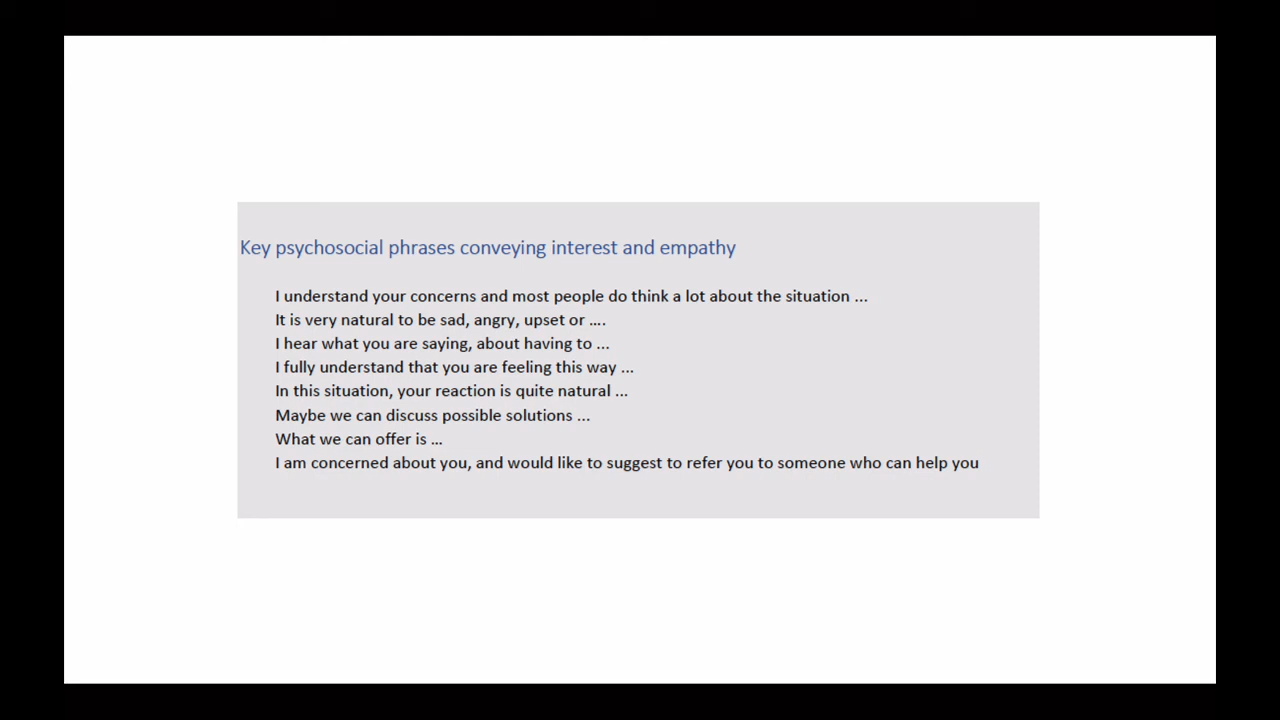 Key psychosocial phrases conveying interest and empathy
I understand your concerns and most people do think a lot about the situation ...
It is very natural to be sad, angry, upset or ....
I hear what you are saying, about having to ...
I fully understand that you are feeling this way ...
In this situation, your reaction is quite natural ...
Maybe we can discuss possible solutions ...
What we can offer is ...
I am concerned about you, and would like to suggest to refer you to someone who can help you